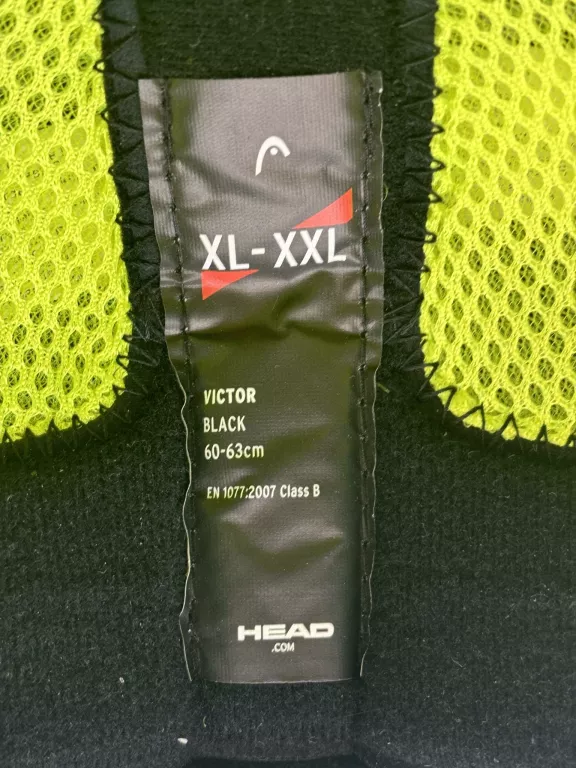 XL-XXL
VICTOR
BLACK
60-63cm
EN 1077:2007 Class B
HEAD
.COM